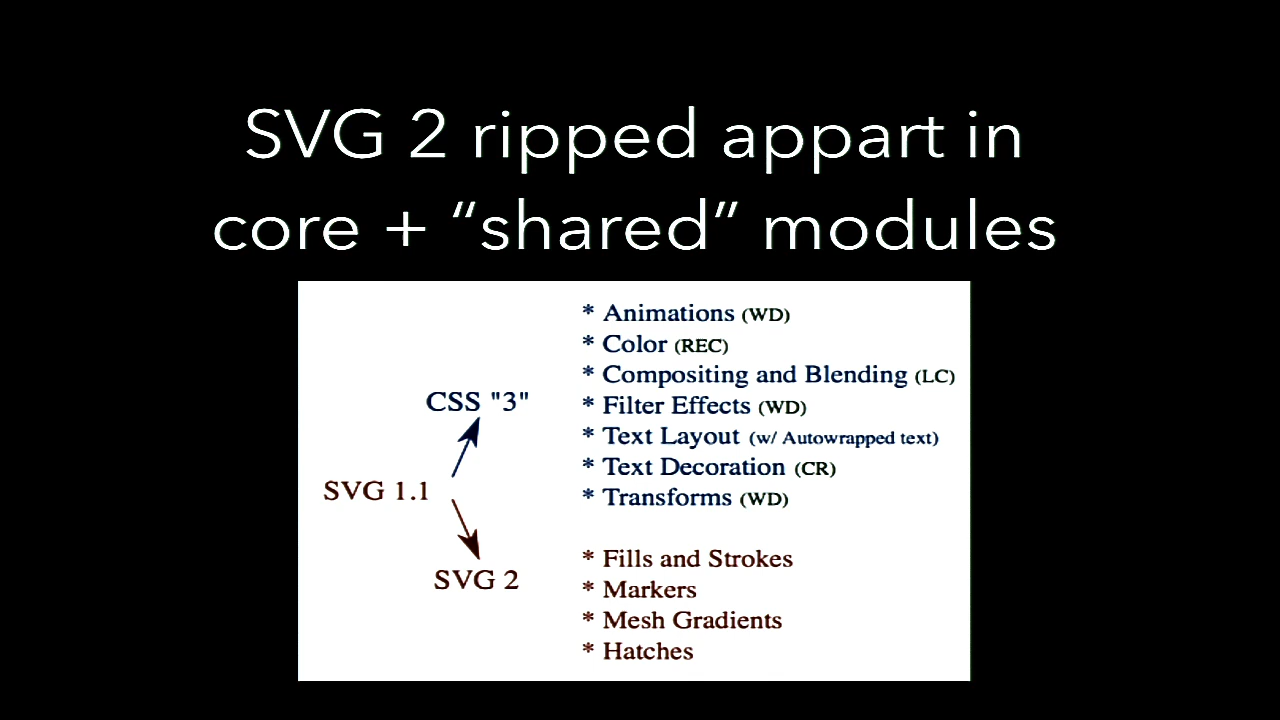 SVG 2 ripped appart in
core + “shared” modules
* Animations (WD)
* Color (REC)
* Compositing and Blending (LC)
CSS "3"
* Filter Effects (WD)
* Text Layout (w/ Autowrapped text)
* Text Decoration (CR)
SVG 1.1
* Transforms (WD)
* Fills and Strokes
SVG 2
* Markers
* Mesh Gradients
* Hatches